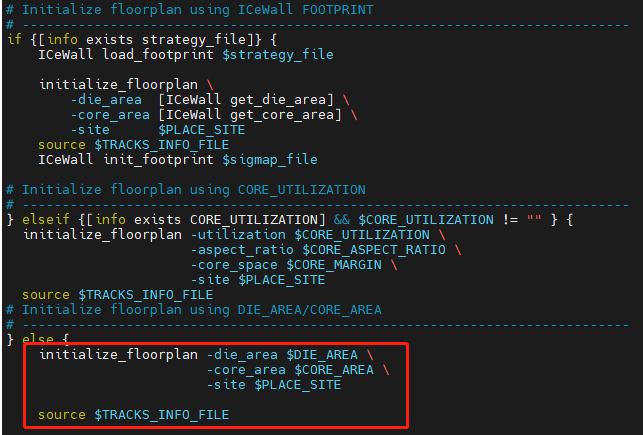 # Initialize floorplan using ICeWall FOOTPRINT
# ----------------------------------------------------------------------------
if {[info exists strategy_file]} {
    ICeWall load_footprint $strategy_file

    initialize_floorplan \
        -die_area  [ICeWall get_die_area] \
        -core_area [ICeWall get_core_area] \
        -site      $PLACE_SITE
    source $TRACKS_INFO_FILE
    ICeWall init_footprint $sigmap_file

# Initialize floorplan using CORE_UTILIZATION
# ----------------------------------------------------------------------------
} elseif {[info exists CORE_UTILIZATION] && $CORE_UTILIZATION != "" } {
  initialize_floorplan -utilization $CORE_UTILIZATION \
                       -aspect_ratio $CORE_ASPECT_RATIO \
                       -core_space $CORE_MARGIN \
                       -site $PLACE_SITE
  source $TRACKS_INFO_FILE
# Initialize floorplan using DIE_AREA/CORE_AREA
# ----------------------------------------------------------------------------
} else {
    initialize_floorplan -die_area $DIE_AREA \
                         -core_area $CORE_AREA \
                         -site $PLACE_SITE

    source $TRACKS_INFO_FILE